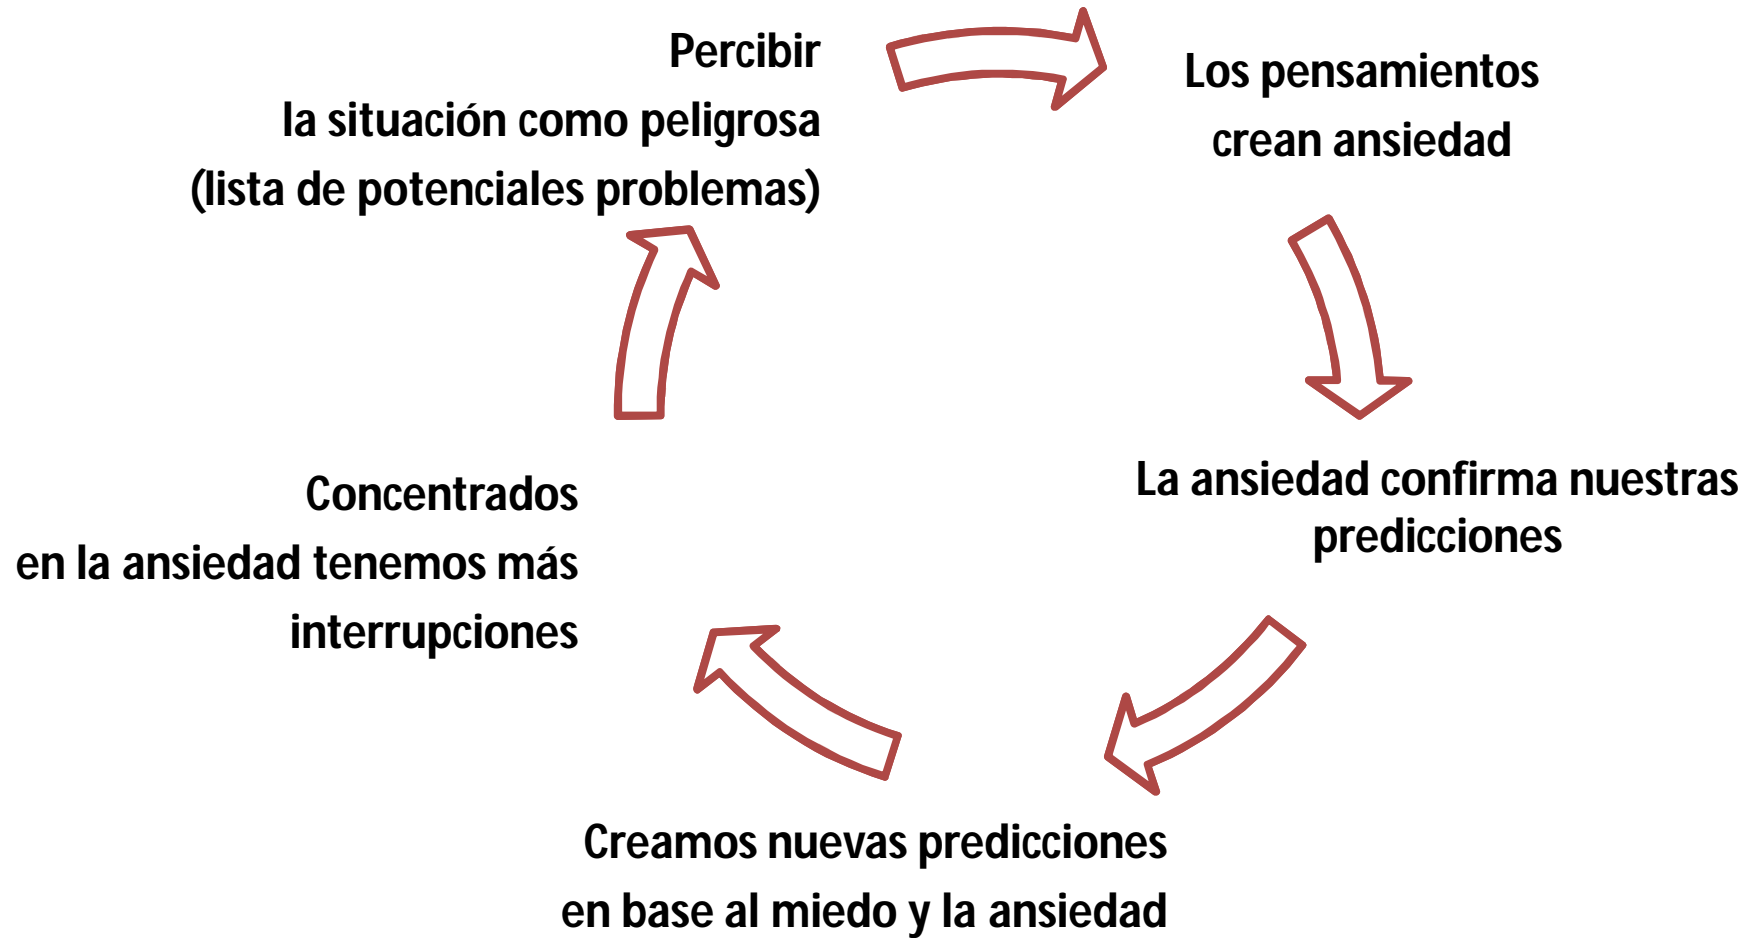 Percibir
la situación como peligrosa
(lista de potenciales problemas)
Los pensamientos
crean ansiedad
La ansiedad confirma nuestras
predicciones
Creamos nuevas predicciones
en base al miedo y la ansiedad
Concentrados
en la ansiedad tenemos más
interrupciones